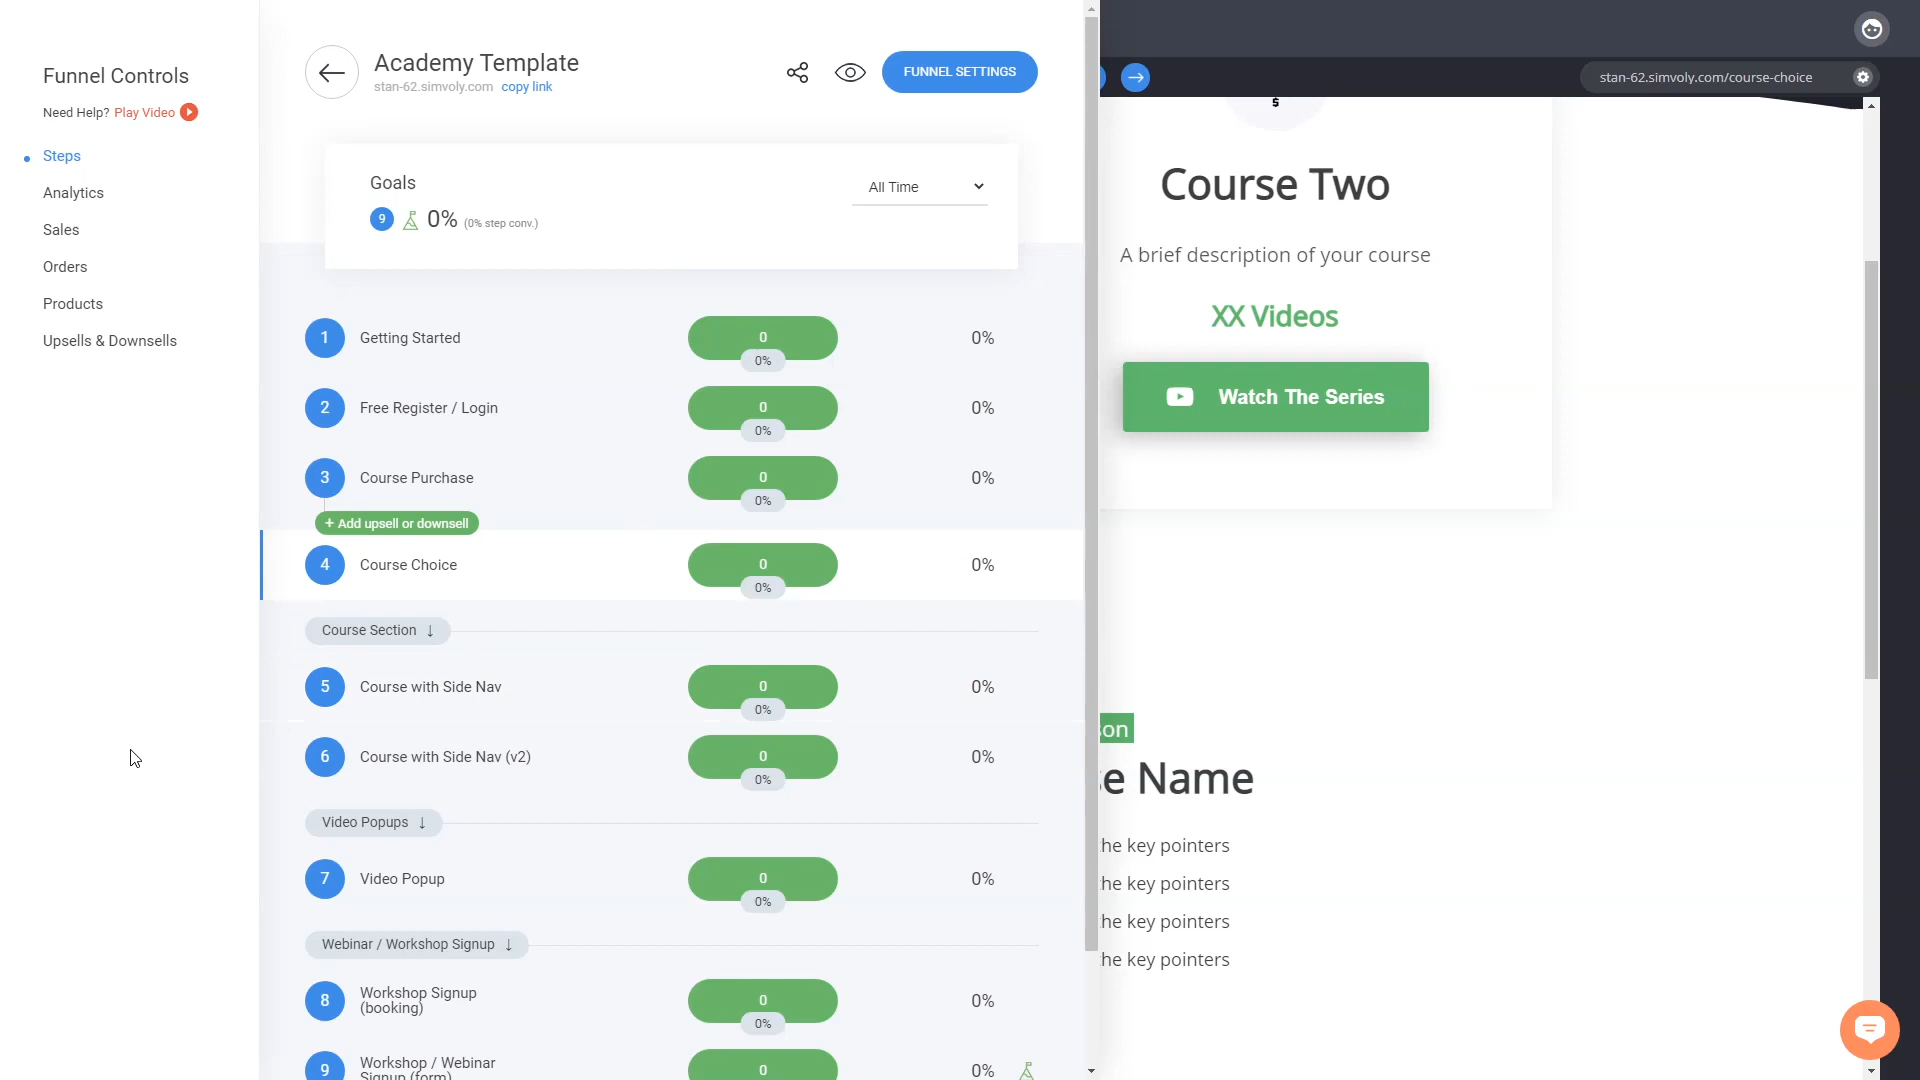 Funnel Controls
Need Help? Play Video
Steps
Analytics
Sales
Orders
Products
Upsells & Downsells
Academy Template
stan-62.simvoly.com copy link
FUNNEL SETTINGS
Goals
All Time
9 0% (0% step conv.)
1 Getting Started 0 0%
0%
2 Free Register / Login 0 0%
0%
3 Course Purchase 0 0%
0%
+ Add upsell or downsell
4 Course Choice 0 0%
0%
Course Section ↓
5 Course with Side Nav 0 0%
0%
6 Course with Side Nav (v2) 0 0%
0%
Video Popups ↓
7 Video Popup 0 0%
0%
Webinar / Workshop Signup ↓
8 Workshop Signup 0 0%
(booking)
0%
9 Workshop / Webinar 0 0%
Signup (form)
stan-62.simvoly.com/course-choice
$
Course Two
A brief description of your course
XX Videos
Watch The Series
son
se Name
the key pointers
the key pointers
the key pointers
the key pointers